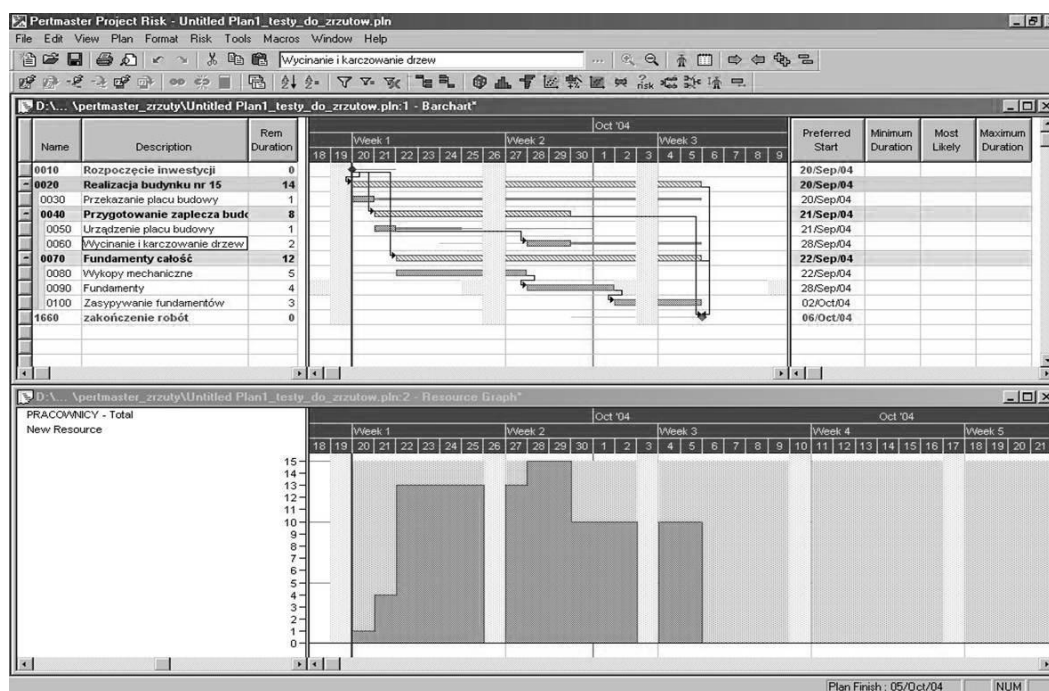 Pertmaster Project Risk - Untitled Plan1_testy_do_zrzutow.pln
File Edit View Plan Format Risk Tools Macros Window Help
Wycinanie i karczowanie drzew ...
risk
D:\... \pertmaster_zrzuty\Untitled Plan1_testy_do_zrzutow.pln:1 - Barchart*
Name Description Rem Duration Oct '04 Preferred Start Minimum Duration Most Likely Maximum Duration
Week 1 Week 2 Week 3
18 19 20 21 22 23 24 25 26 27 28 29 30 1 2 3 4 5 6 7 8 9
0010 Rozpoczęcie inwestycji 0 20/Sep/04
0020 Realizacja budynku nr 15 14 20/Sep/04
0030 Przekazanie placu budowy 1 20/Sep/04
0040 Przygotowanie zaplecza budo 8 21/Sep/04
0050 Urządzenie placu budowy 1 21/Sep/04
0060 Wycinanie i karczowanie drzew 2 28/Sep/04
0070 Fundamenty całość 12 22/Sep/04
0080 Wykopy mechaniczne 5 22/Sep/04
0090 Fundamenty 4 28/Sep/04
0100 Zasypywanie fundamentów 3 02/Oct/04
1660 zakończenie robót 0 06/Oct/04
D:\... \pertmaster_zrzuty\Untitled Plan1_testy_do_zrzutow.pln:2 - Resource Graph*
PRACOWNICY - Total Oct '04 Oct '04
New Resource Week 1 Week 2 Week 3 Week 4 Week 5
18 19 20 21 22 23 24 25 26 27 28 29 30 1 2 3 4 5 6 7 8 9 10 11 12 13 14 15 16 17 18 19 20 21
15
14
13
12
11
10
9
8
7
6
5
4
3
2
1
0
Plan Finish : 05/Oct/04 NUM